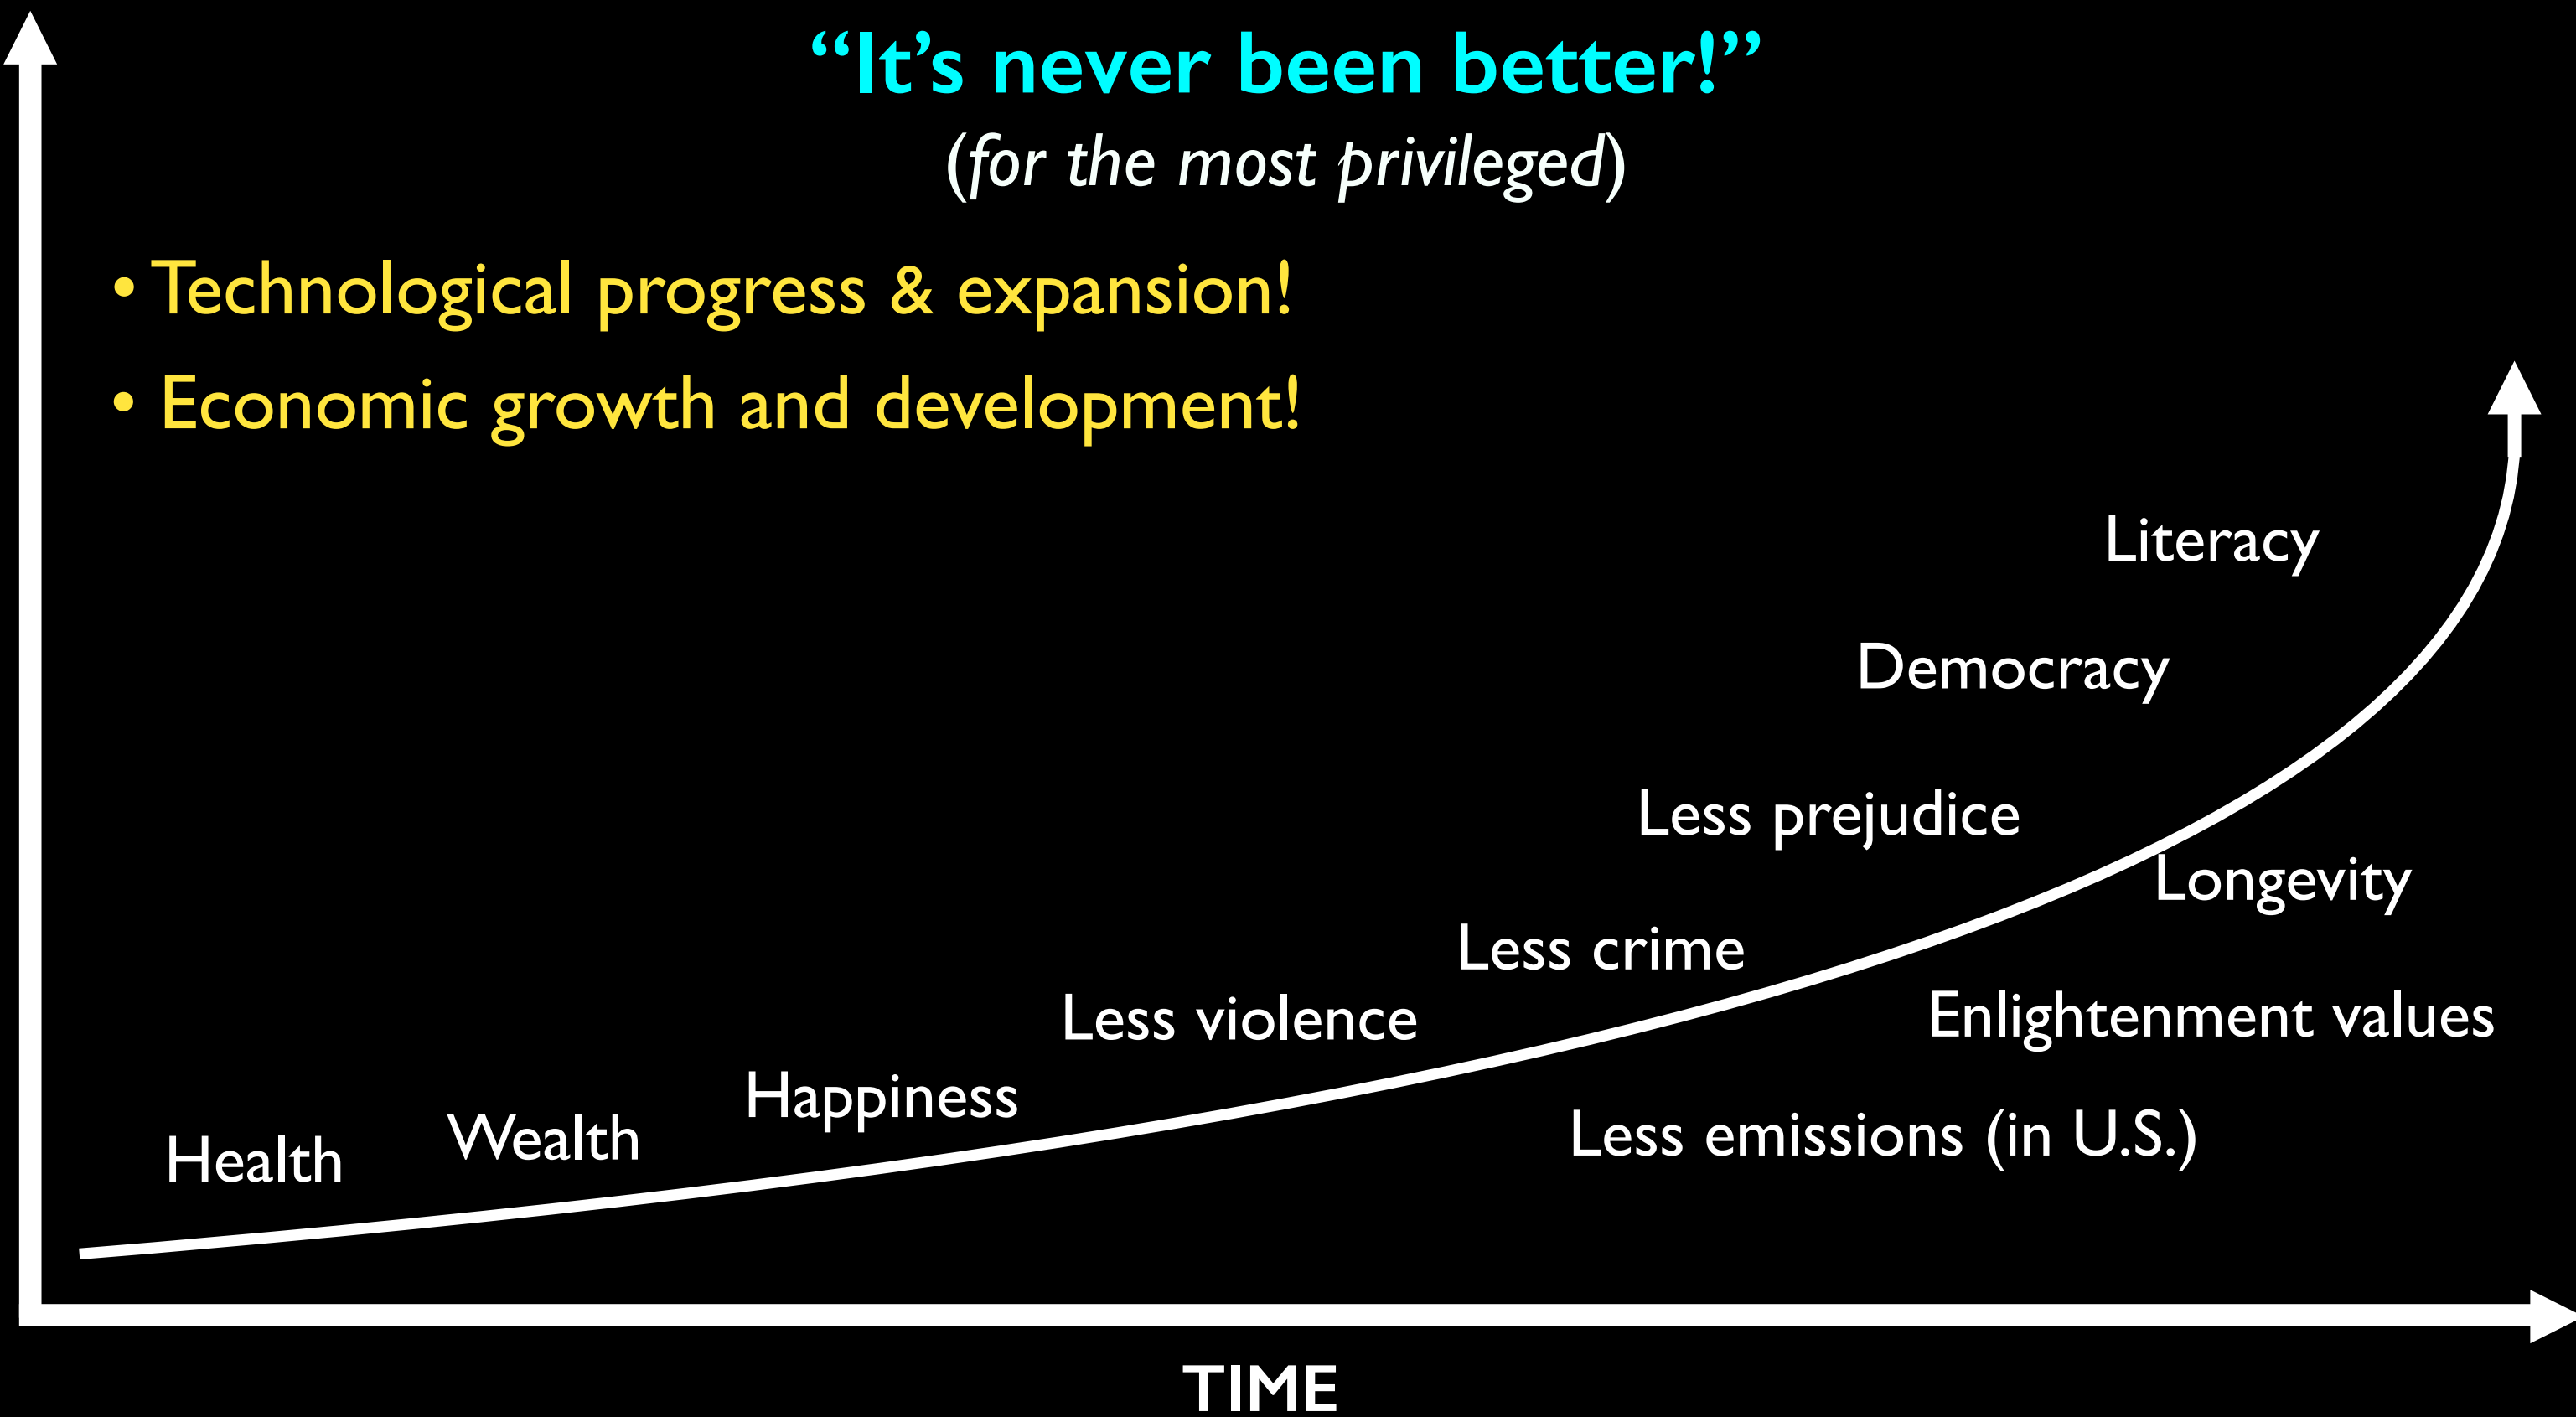 “It’s never been better!”
(for the most privileged)
• Technological progress & expansion!
• Economic growth and development!
Literacy
Democracy
Less prejudice
Longevity
Less crime
Less violence
Enlightenment values
Happiness
Wealth
Less emissions (in U.S.)
Health
TIME